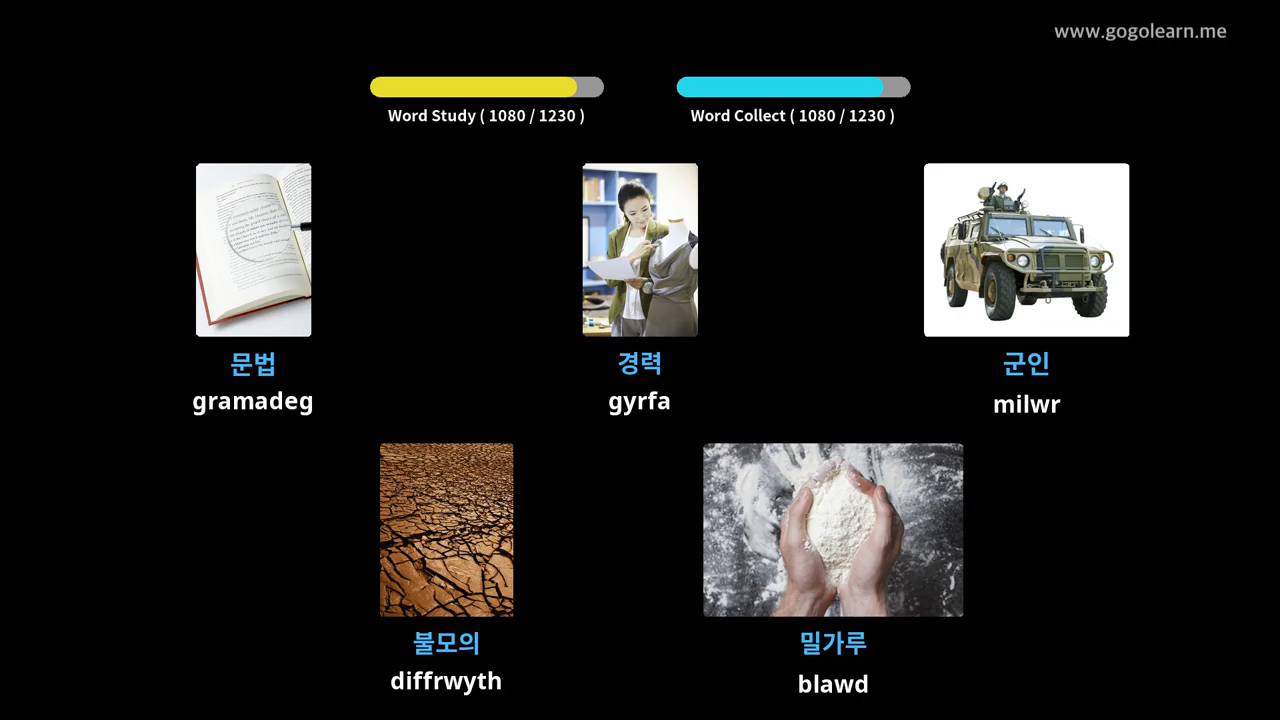 www.gogolearn.me
Word Study ( 1080 / 1230 )
Word Collect ( 1080 / 1230 )
문법
gramadeg
경력
gyrfa
군인
milwr
불모의
diffrwyth
밀가루
blawd